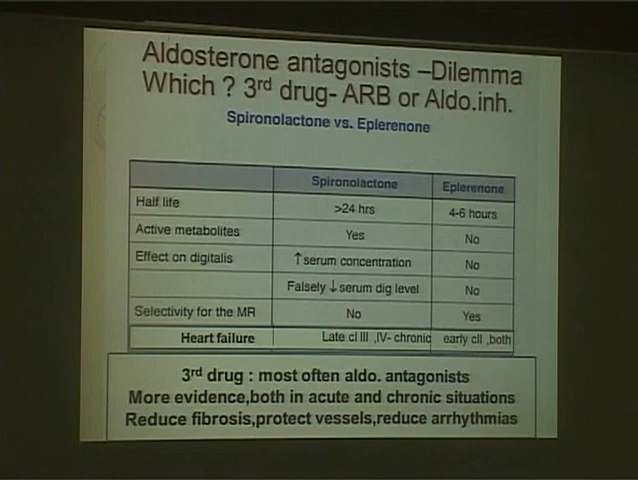 Aldosterone antagonists –Dilemma
Which ? 3rd drug- ARB or Aldo.inh.
Spironolactone vs. Eplerenone
Spironolactone Eplerenone
Half life >24 hrs 4-6 hours
Active metabolites Yes No
Effect on digitalis ↑serum concentration No
Falsely ↓ serum dig level No
Selectivity for the MR No Yes
Heart failure Late cl III ,IV- chronic early cII ,both
3rd drug : most often aldo. antagonists
More evidence,both in acute and chronic situations
Reduce fibrosis,protect vessels,reduce arrhythmias